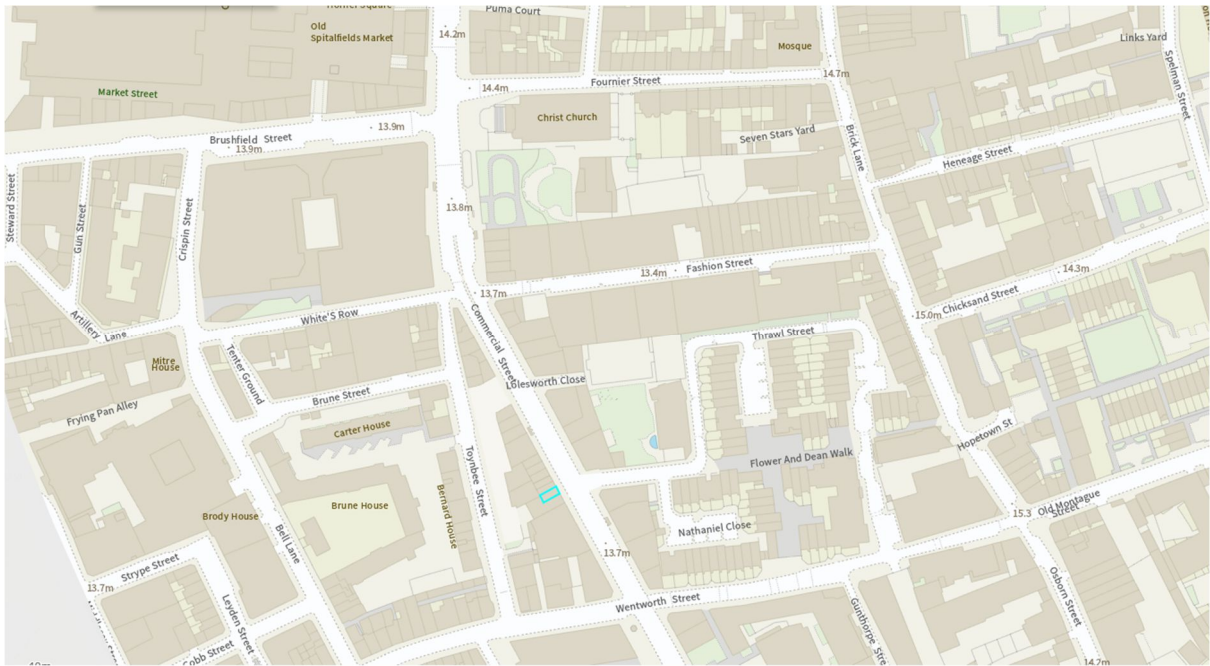 Puma Court
Old
Spitalfields Market
14.2m
Mosque
Links Yard
Spelman Street
Market Street
14.4m
Fournier Street
14.7m
Christ Church
Seven Stars Yard
Brick Lane
Brushfield Street
13.9m
13.9m
Heneage Street
Steward Street
Gun Street
Crispin Street
13.8m
13.4m
Fashion Street
14.3m
13.7m
Chicksand Street
15.0m
Artillery
Lane
White'S Row
Commercial Street
Thrawl Street
Mitre
House
Tenter Ground
Lolesworth Close
Brune Street
Frying Pan Alley
Carter House
Toynbee Street
Hopetown St
Flower And Dean Walk
Bernard House
Brune House
Brody House
Bell Lane
15.3
Old Montague
Street
Nathaniel Close
13.7m
Strype Street
13.7m
Leyden Street
Wentworth Street
Gunthorpe Stre
Osborn Street
Cobb Street
14.2m